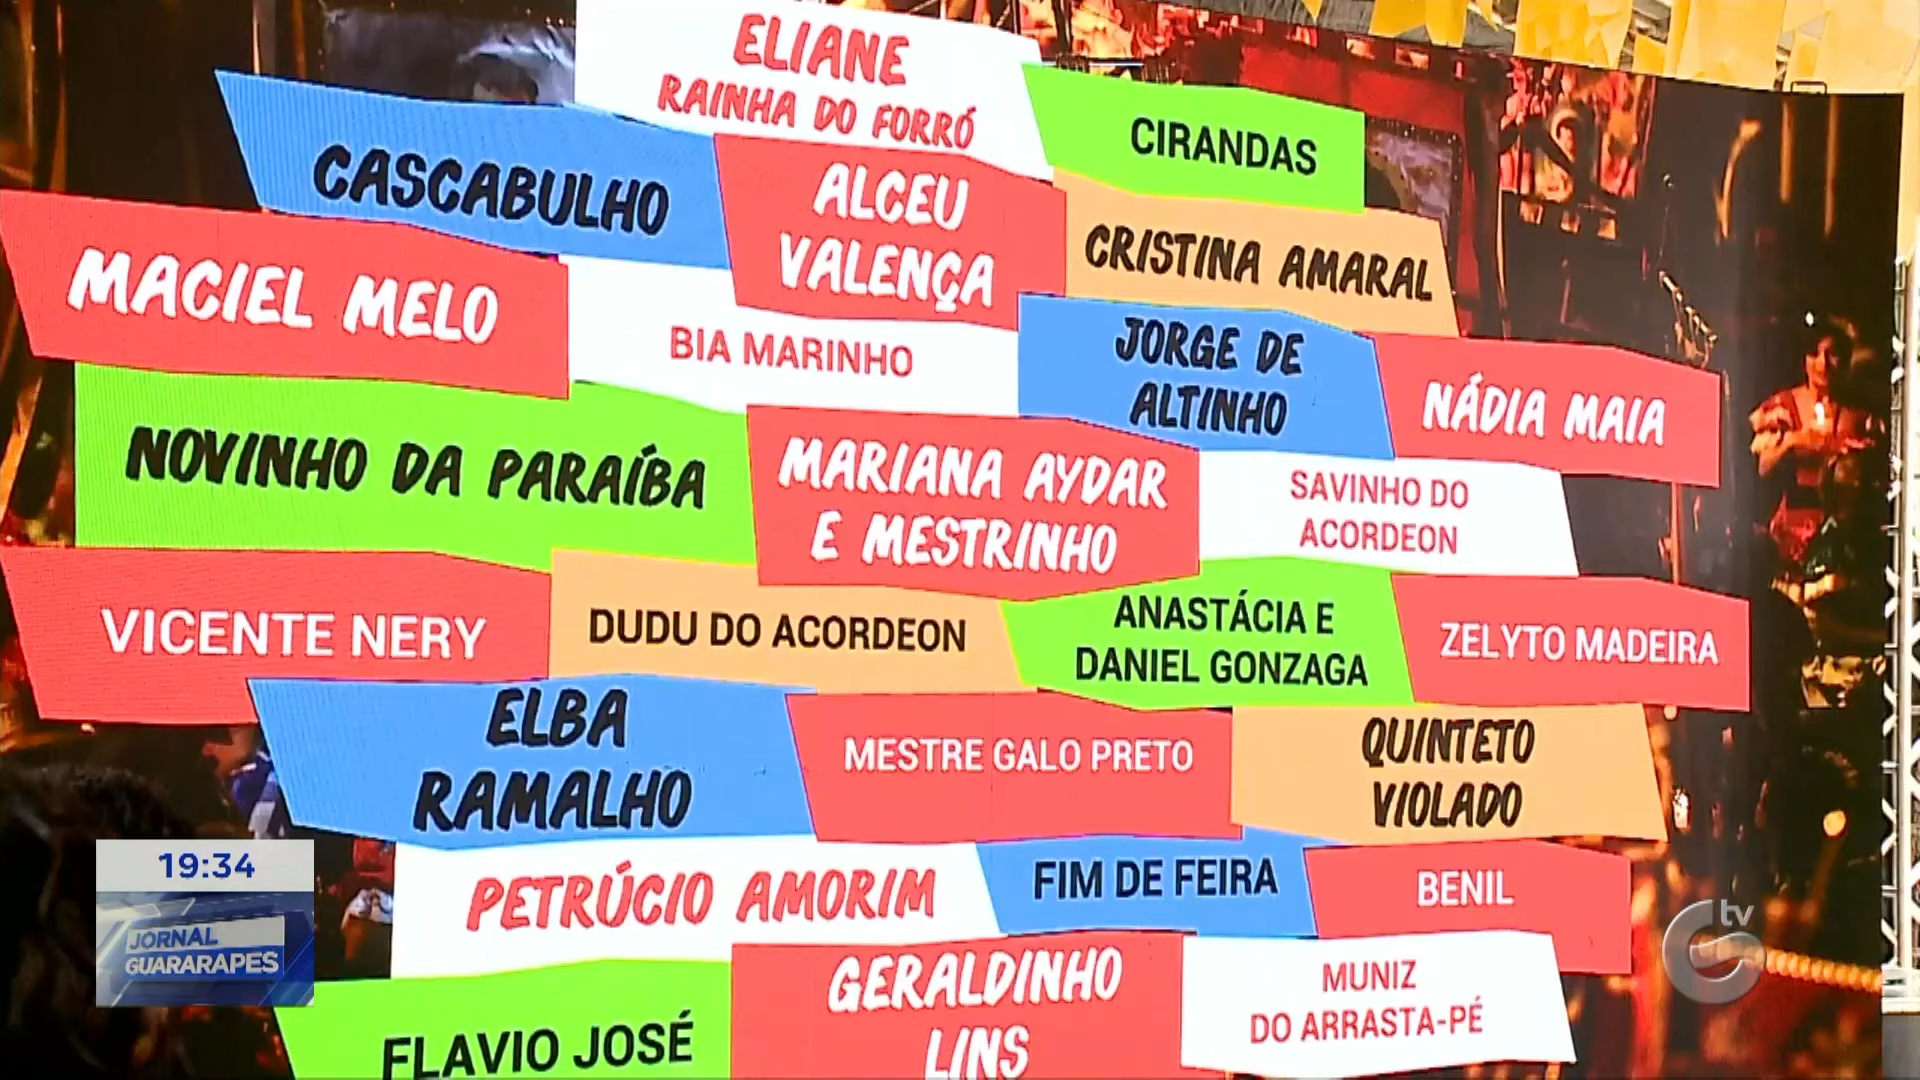 ELIANE
RAINHA DO FORRÓ
CIRANDAS
CASCABULHO
ALCEU
VALENÇA
CRISTINA AMARAL
MACIEL MELO
BIA MARINHO
JORGE DE
ALTINHO
NÁDIA MAIA
NOVINHO DA PARAÍBA
MARIANA AYDAR
E MESTRINHO
SAVINHO DO
ACORDEON
VICENTE NERY
DUDU DO ACORDEON
ANASTÁCIA E
DANIEL GONZAGA
ZELYTO MADEIRA
ELBA
RAMALHO
MESTRE GALO PRETO
QUINTETO
VIOLADO
PETRÚCIO AMORIM
FIM DE FEIRA
BENIL
FLAVIO JOSÉ
GERALDINHO
LINS
MUNIZ
DO ARRASTA-PÉ
19:34
JORNAL
GUARARAPES
tv